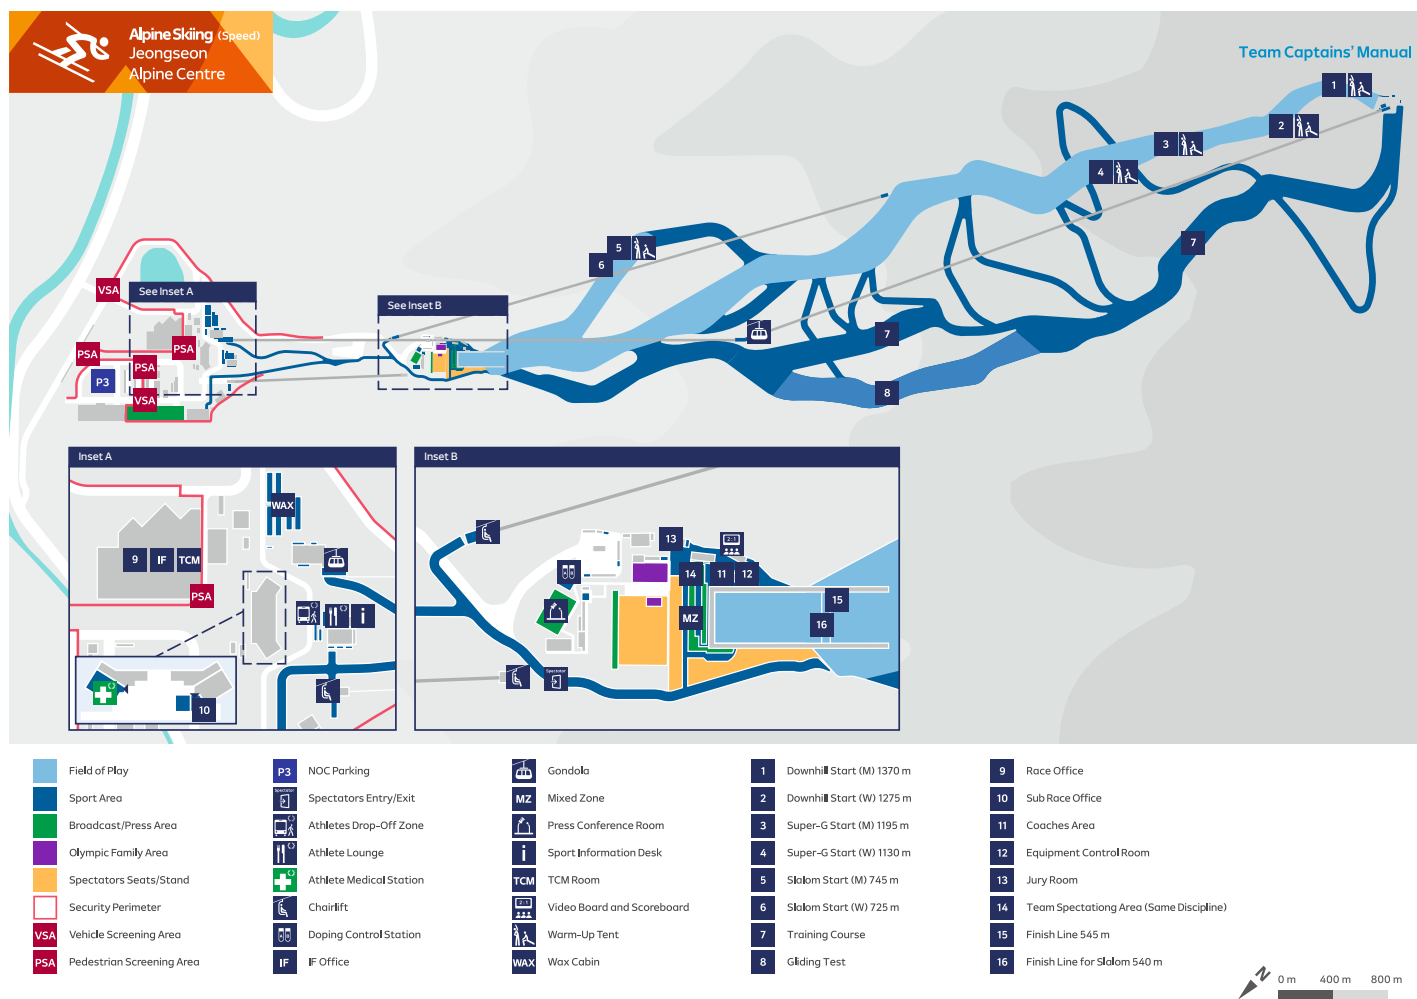 Alpine Skiing (Speed)
Jeongseon
Alpine Centre
Team Captains' Manual
1
2
3
4
5
6
7
7
8
VSA
See Inset A
See Inset B
PSA
PSA
PSA
P3
VSA
Inset A
WAX
9 IF TCM
PSA
i
10
Inset B
13
2:1
14 11 12
MZ
15
16
Spectator
Field of Play
Sport Area
Broadcast/Press Area
Olympic Family Area
Spectators Seats/Stand
Security Perimeter
VSA Vehicle Screening Area
PSA Pedestrian Screening Area
P3 NOC Parking
Spectator Spectators Entry/Exit
Athletes Drop-Off Zone
Athlete Lounge
Athlete Medical Station
Chairlift
Doping Control Station
IF IF Office
Gondola
MZ Mixed Zone
Press Conference Room
i Sport Information Desk
TCM TCM Room
2:1 Video Board and Scoreboard
Warm-Up Tent
WAX Wax Cabin
1 Downhill Start (M) 1370 m
2 Downhill Start (W) 1275 m
3 Super-G Start (M) 1195 m
4 Super-G Start (W) 1130 m
5 Slalom Start (M) 745 m
6 Slalom Start (W) 725 m
7 Training Course
8 Gliding Test
9 Race Office
10 Sub Race Office
11 Coaches Area
12 Equipment Control Room
13 Jury Room
14 Team Spectationg Area (Same Discipline)
15 Finish Line 545 m
16 Finish Line for Slalom 540 m
N
0 m 400 m 800 m